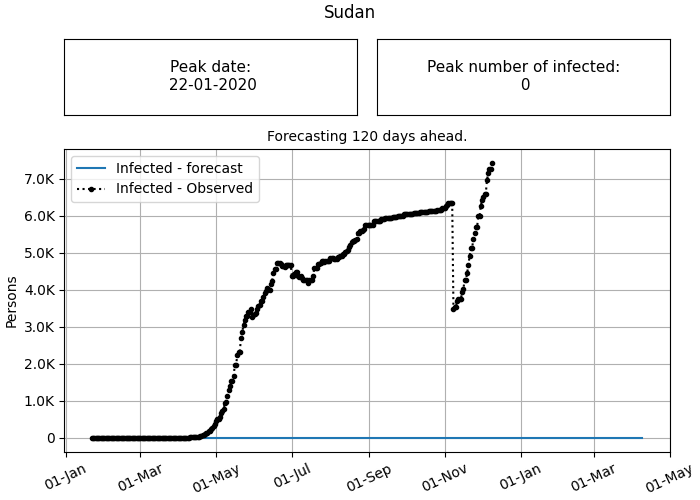 Sudan
Peak date:
22-01-2020
Peak number of infected:
0
Forecasting 120 days ahead.
Infected - forecast
Infected - Observed
Persons
7.0K
6.0K
5.0K
4.0K
3.0K
2.0K
1.0K
0
01-Jan
01-Mar
01-May
01-Jul
01-Sep
01-Nov
01-Jan
01-Mar
01-May